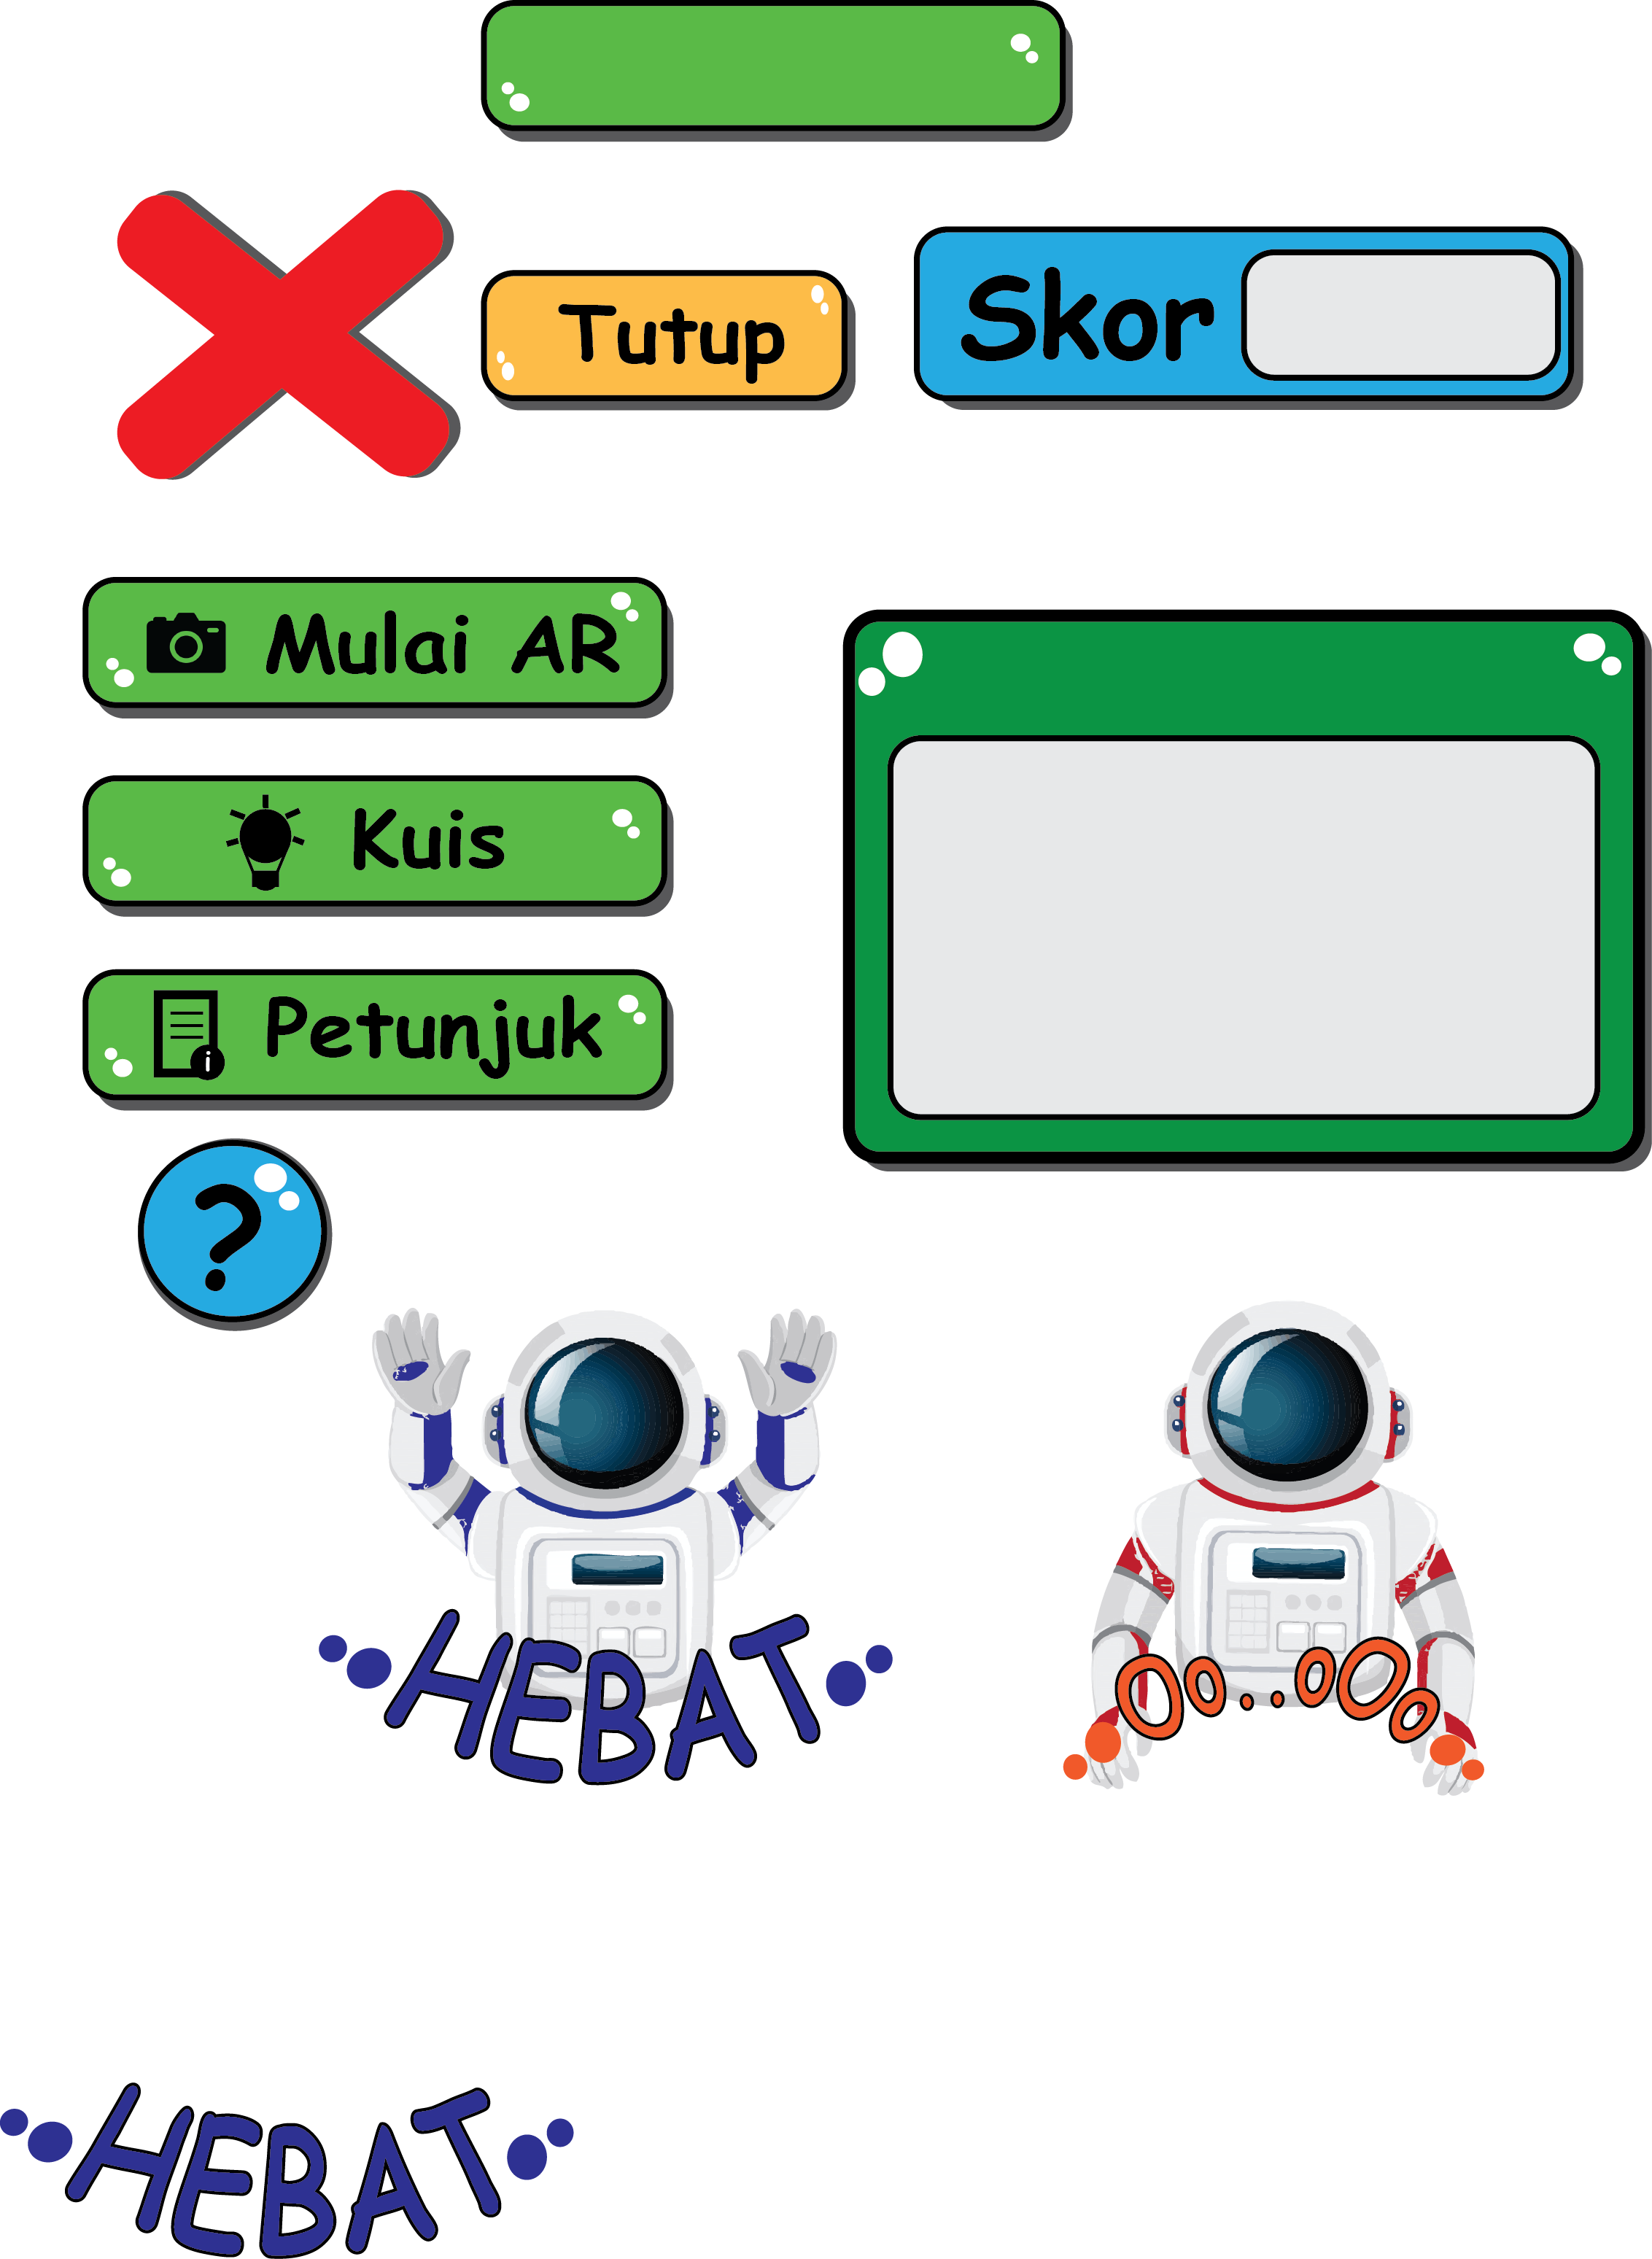 Tutup
Skor
Mulai AR
Kuis
Petunjuk
i
?
HEBAT
Oo..oOo
HEBAT